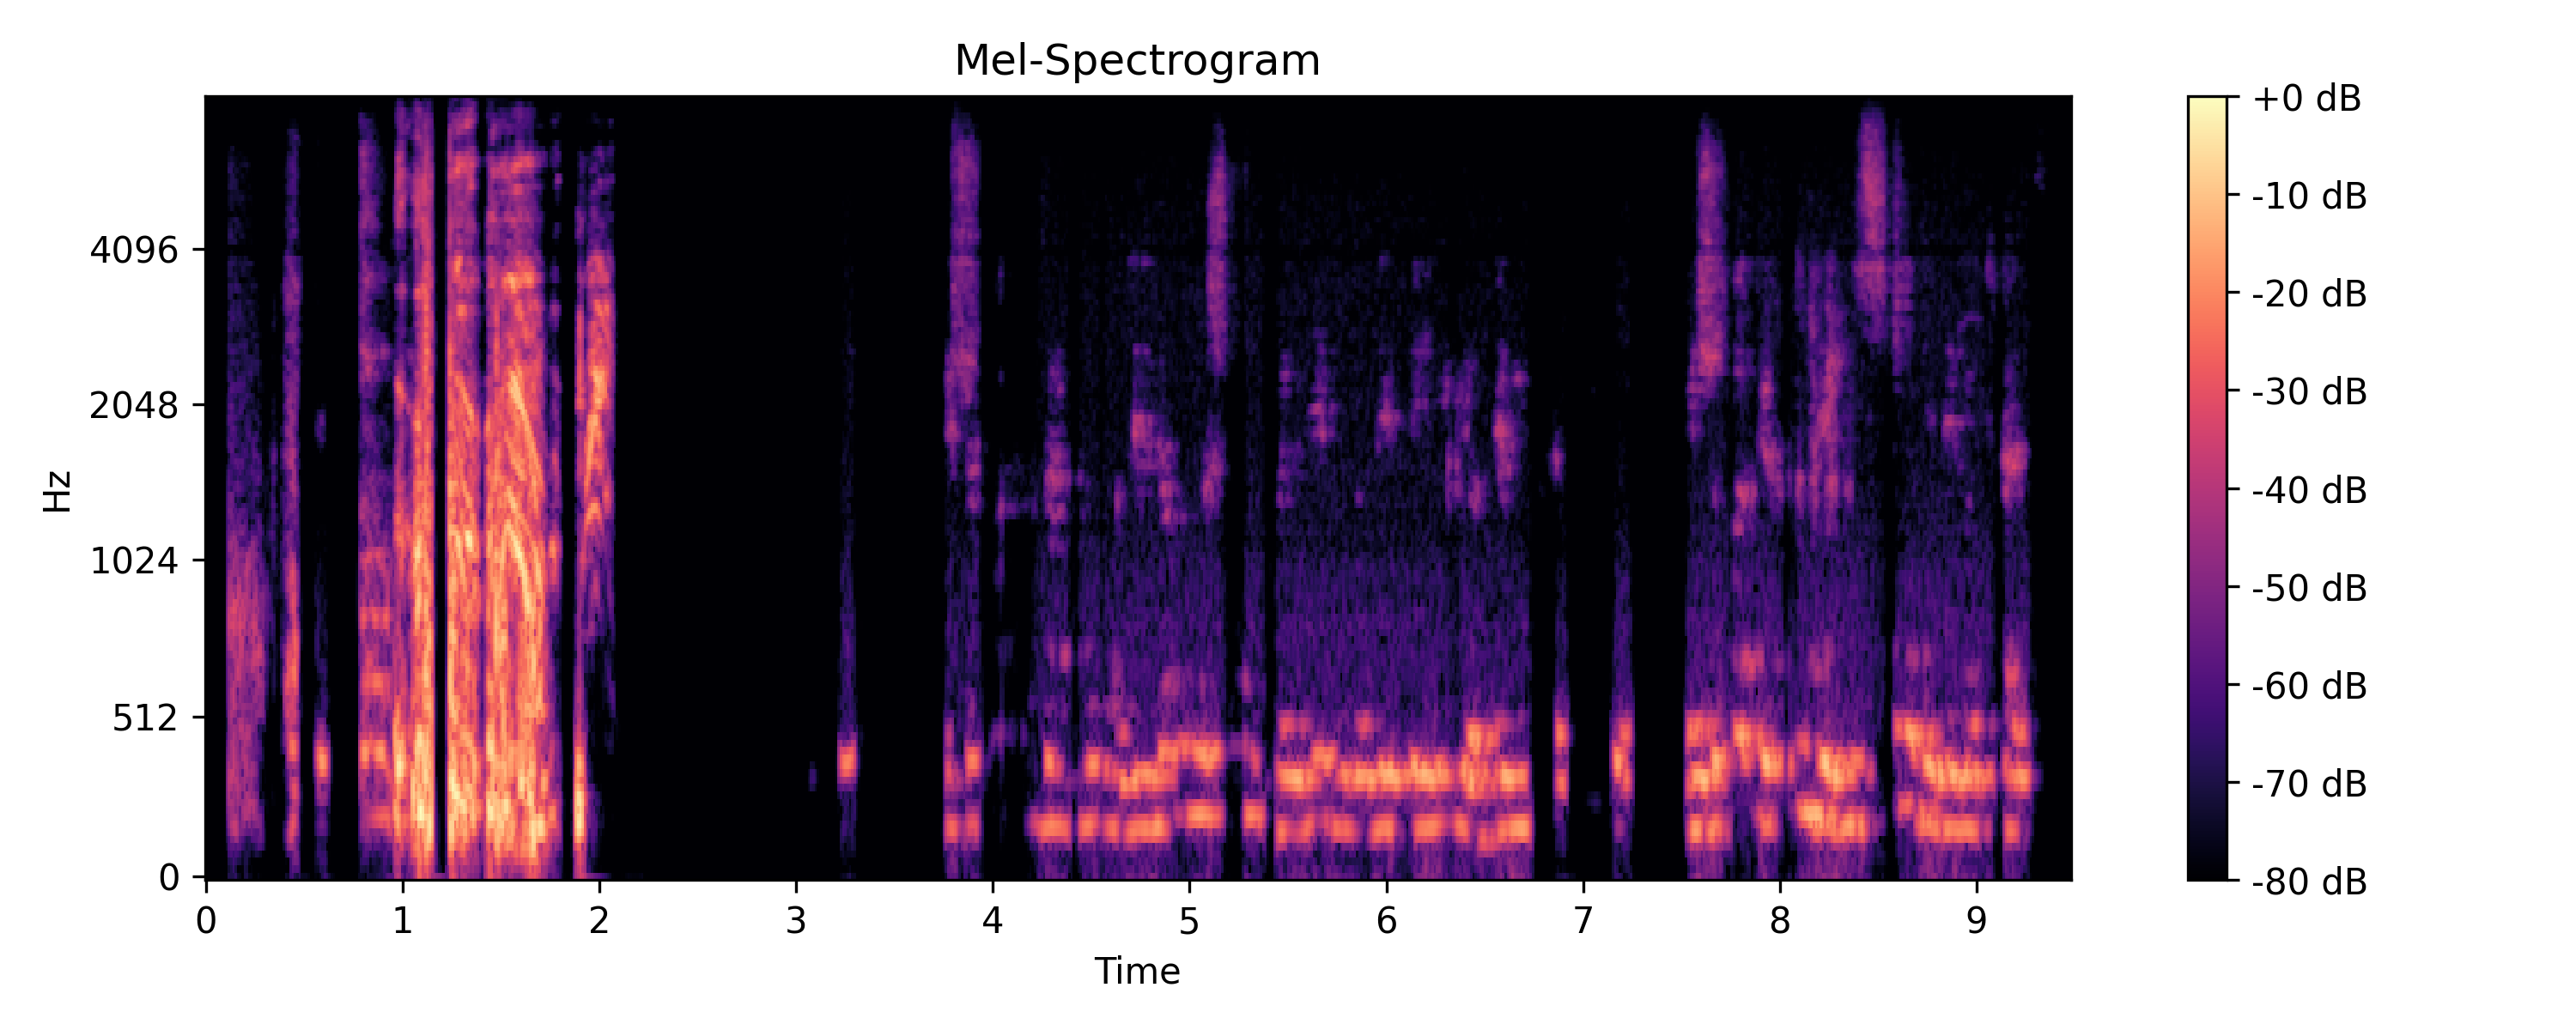 Mel-Spectrogram
+0 dB
-10 dB
-20 dB
-30 dB
-40 dB
-50 dB
-60 dB
-70 dB
-80 dB
Hz
4096
2048
1024
512
0
0 1 2 3 4 5 6 7 8 9
Time